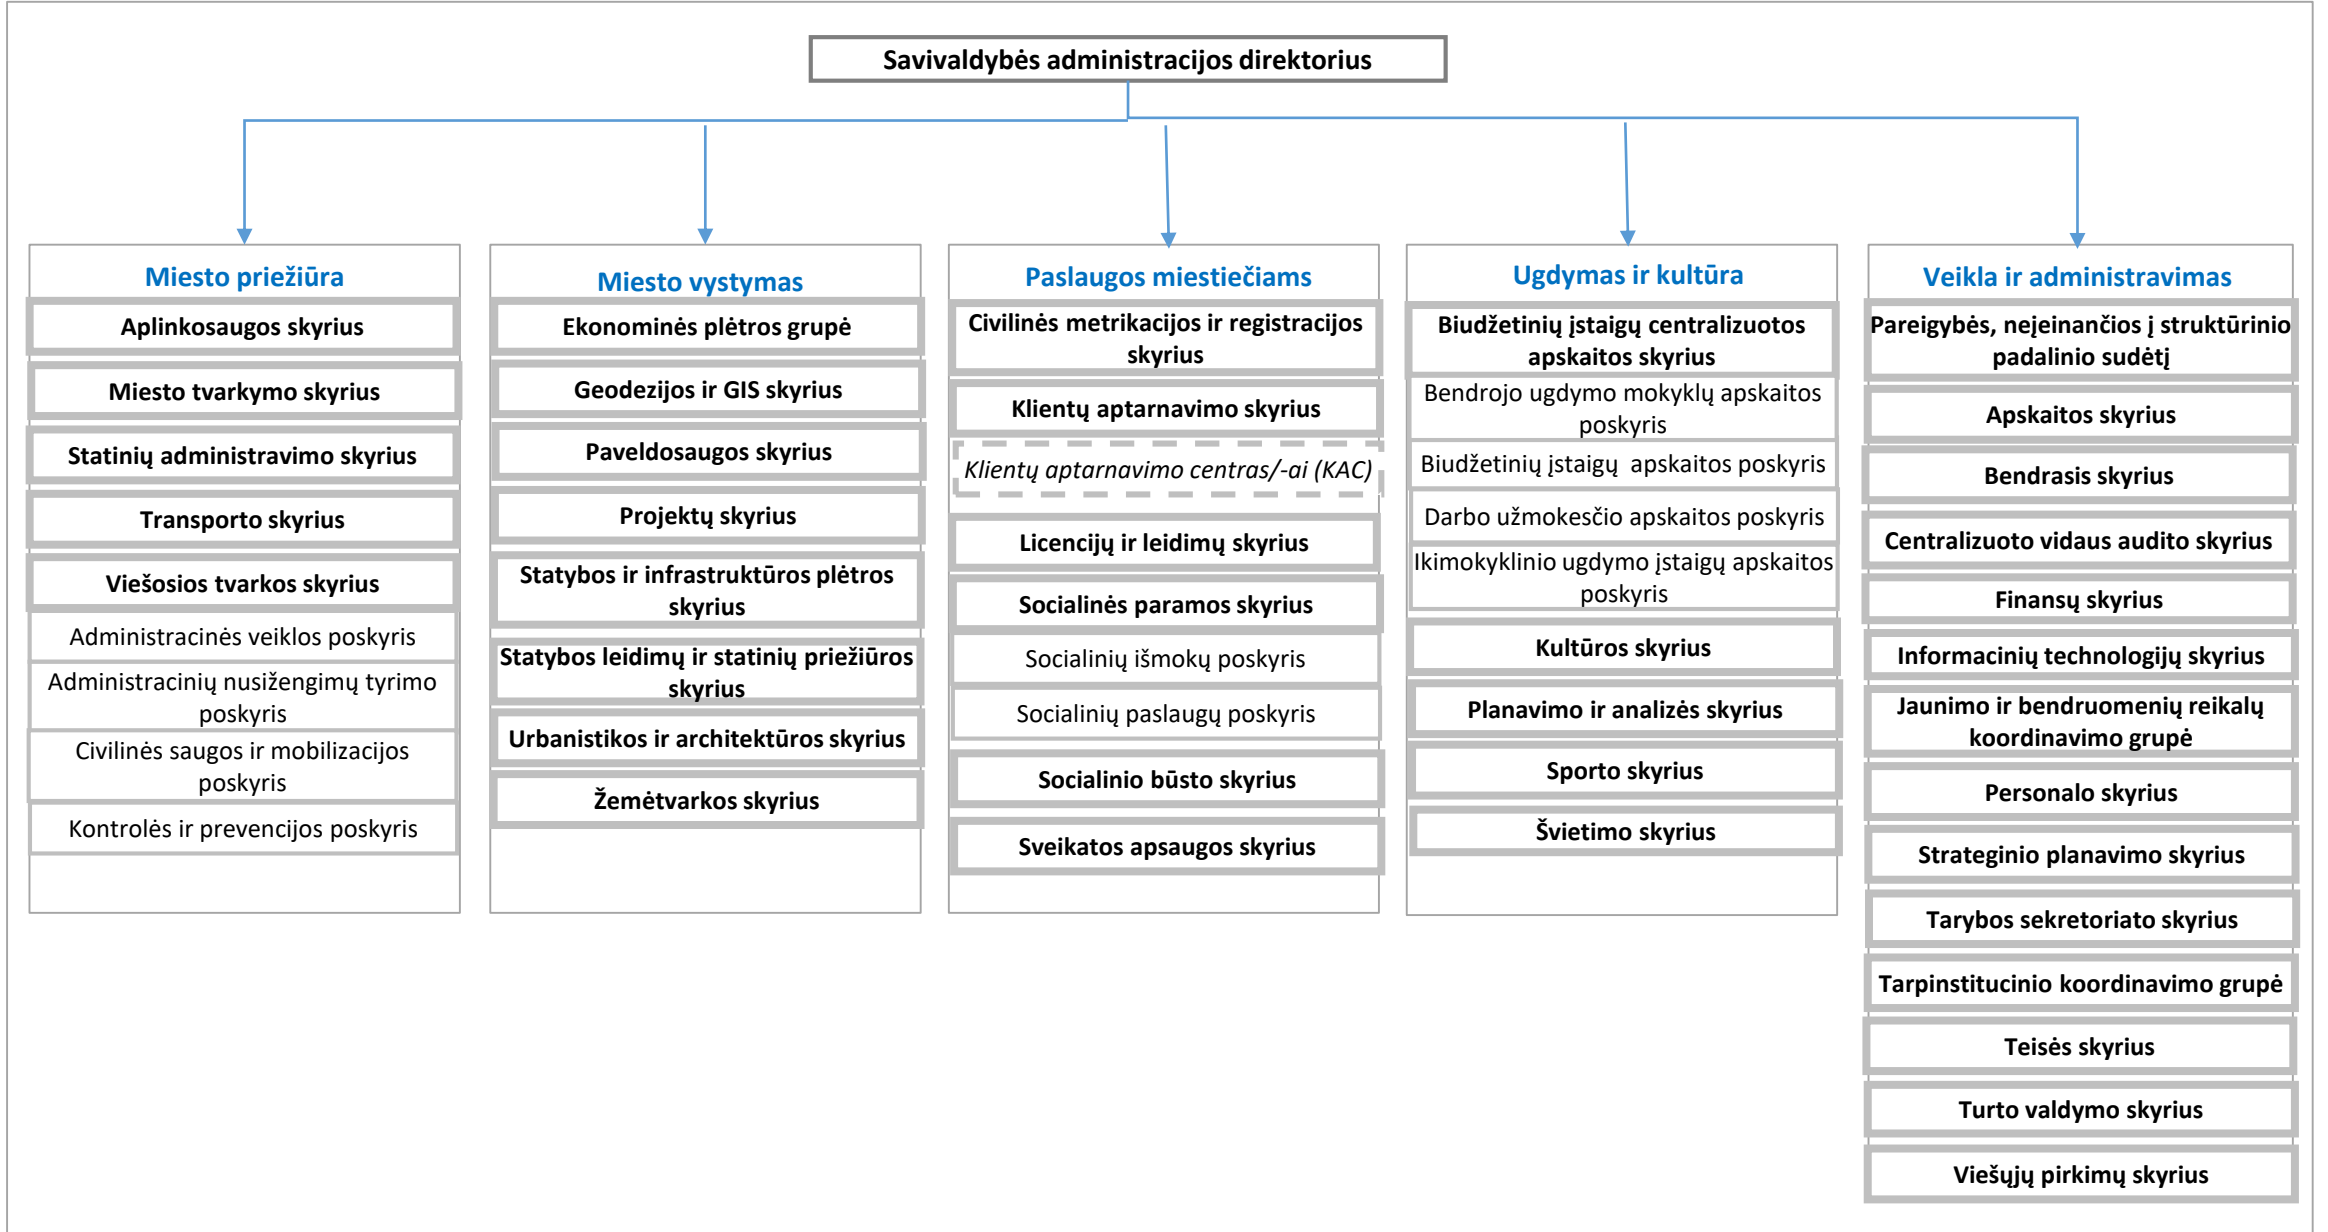 Savivaldybės administracijos direktorius
Miesto priežiūra
Aplinkosaugos skyrius
Miesto tvarkymo skyrius
Statinių administravimo skyrius
Transporto skyrius
Viešosios tvarkos skyrius
Administracinės veiklos poskyris
Administracinių nusižengimų tyrimo
poskyris
Civilinės saugos ir mobilizacijos
poskyris
Kontrolės ir prevencijos poskyris
Miesto vystymas
Ekonominės plėtros grupė
Geodezijos ir GIS skyrius
Paveldosaugos skyrius
Projektų skyrius
Statybos ir infrastruktūros plėtros
skyrius
Statybos leidimų ir statinių priežiūros
skyrius
Urbanistikos ir architektūros skyrius
Žemėtvarkos skyrius
Paslaugos miestiečiams
Civilinės metrikacijos ir registracijos
skyrius
Klientų aptarnavimo skyrius
Klientų aptarnavimo centras/-ai (KAC)
Licencijų ir leidimų skyrius
Socialinės paramos skyrius
Socialinių išmokų poskyris
Socialinių paslaugų poskyris
Socialinio būsto skyrius
Sveikatos apsaugos skyrius
Ugdymas ir kultūra
Biudžetinių įstaigų centralizuotos
apskaitos skyrius
Bendrojo ugdymo mokyklų apskaitos
poskyris
Biudžetinių įstaigų apskaitos poskyris
Darbo užmokesčio apskaitos poskyris
Ikimokyklinio ugdymo įstaigų apskaitos
poskyris
Kultūros skyrius
Planavimo ir analizės skyrius
Sporto skyrius
Švietimo skyrius
Veikla ir administravimas
Pareigybės, neįeinančios į struktūrinio
padalinio sudėtį
Apskaitos skyrius
Bendrasis skyrius
Centralizuoto vidaus audito skyrius
Finansų skyrius
Informacinių technologijų skyrius
Jaunimo ir bendruomenių reikalų
koordinavimo grupė
Personalo skyrius
Strateginio planavimo skyrius
Tarybos sekretoriato skyrius
Tarpinstitucinio koordinavimo grupė
Teisės skyrius
Turto valdymo skyrius
Viešųjų pirkimų skyrius